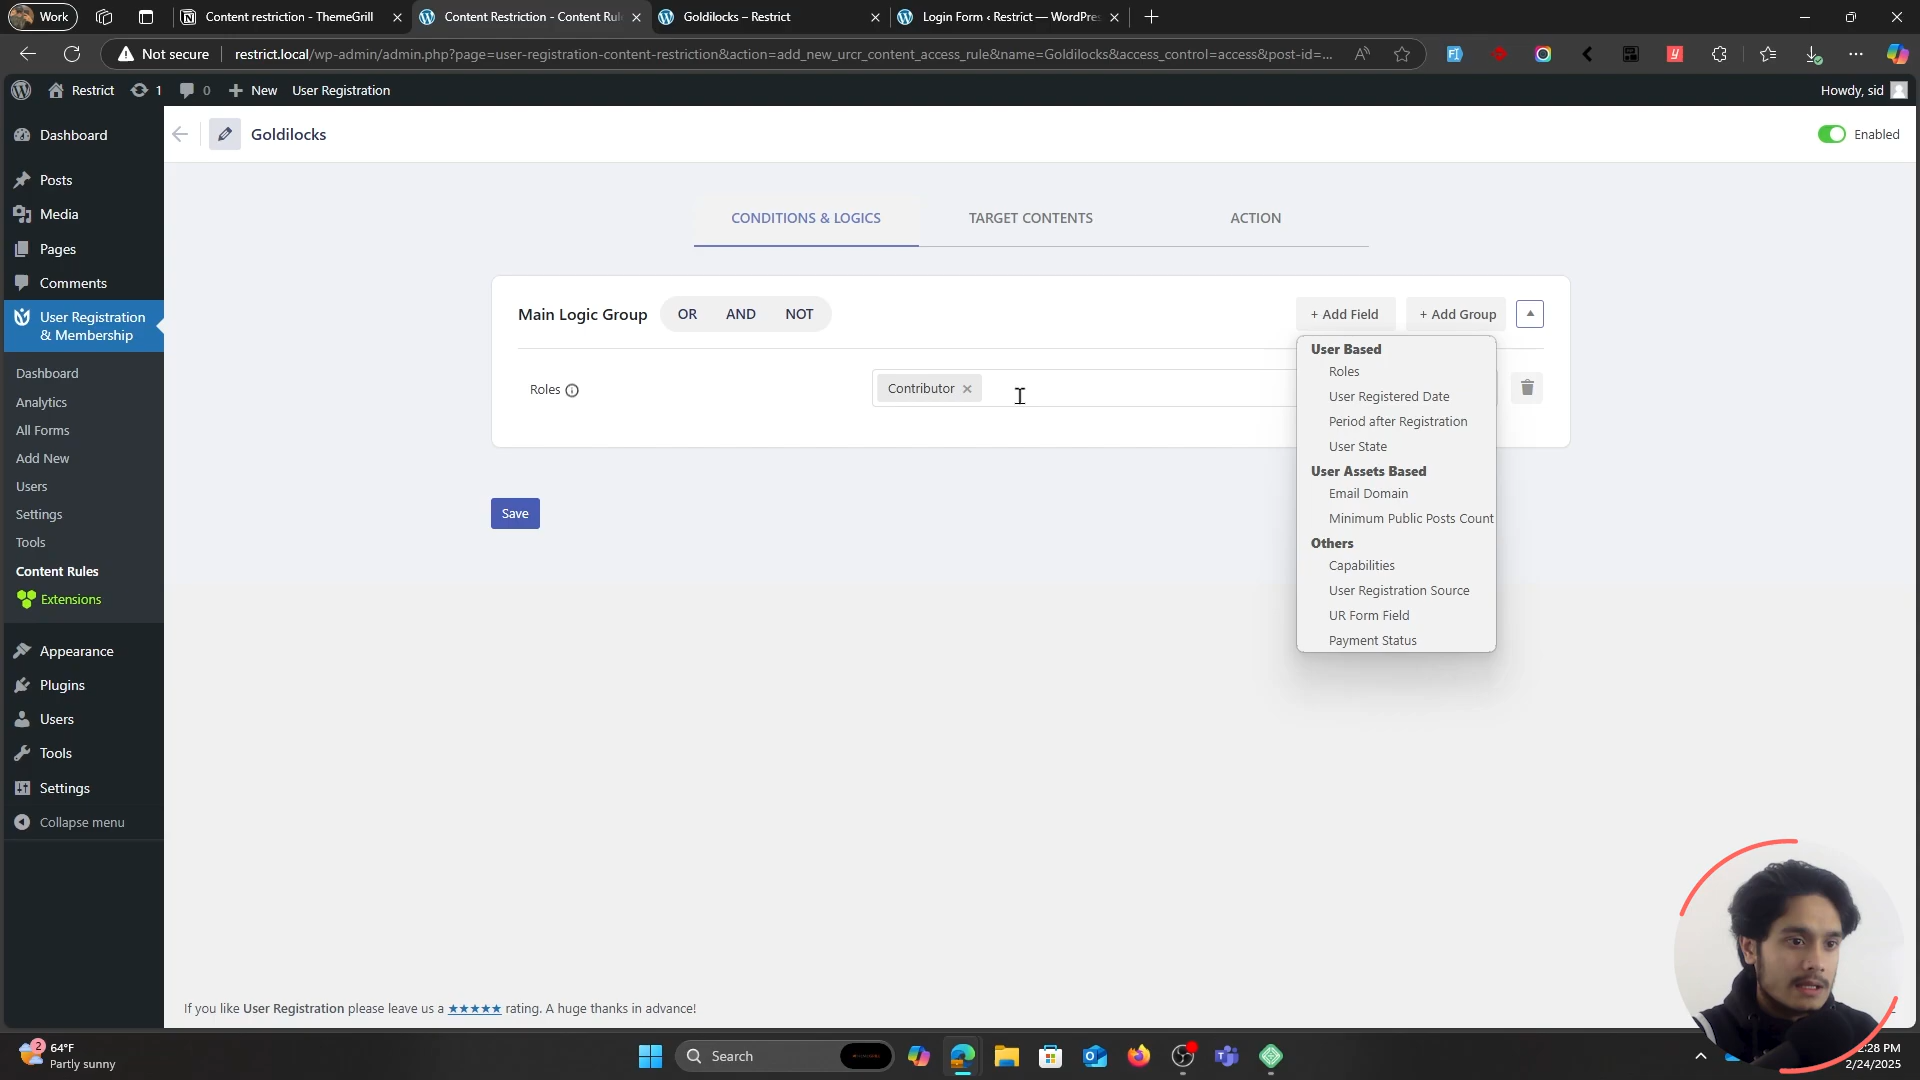 Work
Content restriction - ThemeGrill
Content Restriction - Content Rul
Goldilocks – Restrict
Login Form ‹ Restrict — WordPre
Not secure
restrict.local/wp-admin/admin.php?page=user-registration-content-restriction&action=add_new_urcr_content_access_rule&name=Goldilocks&access_control=access&post-id=...
Restrict
1
0
New
User Registration
Howdy, sid
Dashboard
Posts
Media
Pages
Comments
User Registration
& Membership
Dashboard
Analytics
All Forms
Add New
Users
Settings
Tools
Content Rules
Extensions
Appearance
Plugins
Users
Tools
Settings
Collapse menu
Goldilocks
Enabled
CONDITIONS & LOGICS
TARGET CONTENTS
ACTION
Main Logic Group
OR
AND
NOT
+ Add Field
+ Add Group
Roles
Contributor
User Based
Roles
User Registered Date
Period after Registration
User State
User Assets Based
Email Domain
Minimum Public Posts Count
Others
Capabilities
User Registration Source
UR Form Field
Payment Status
Save
If you like User Registration please leave us a ★★★★★ rating. A huge thanks in advance!
2
64°F
Partly sunny
Search
2:28 PM
2/24/2025